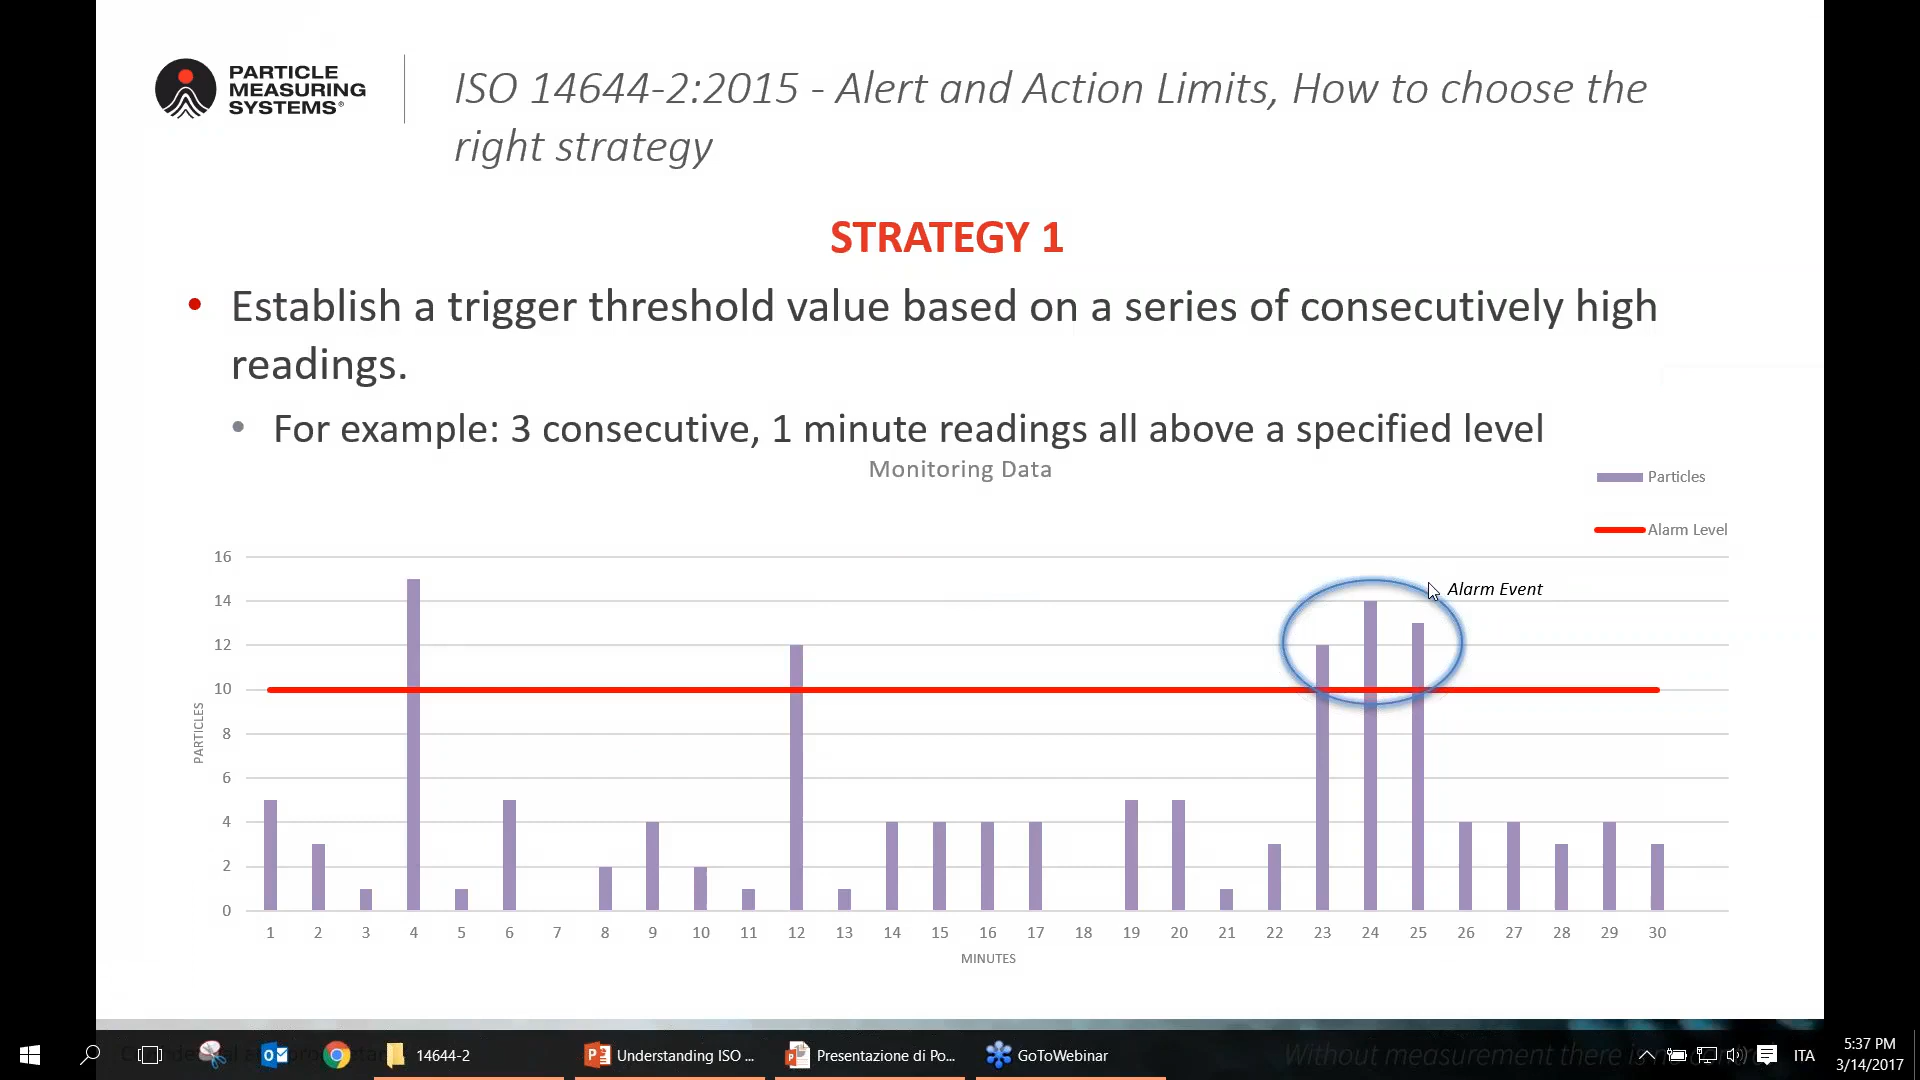 PARTICLE
MEASURING
SYSTEMS®
ISO 14644-2:2015 - Alert and Action Limits, How to choose the
right strategy
STRATEGY 1
• Establish a trigger threshold value based on a series of consecutively high
readings.
• For example: 3 consecutive, 1 minute readings all above a specified level
Monitoring Data
Particles
Alarm Level
Alarm Event
16
14
12
10
8
6
4
2
0
PARTICLES
1 2 3 4 5 6 7 8 9 10 11 12 13 14 15 16 17 18 19 20 21 22 23 24 25 26 27 28 29 30
MINUTES
Without measurement there is no
14644-2
Understanding ISO ...
Presentazione di Po...
GoToWebinar
ITA
5:37 PM
3/14/2017